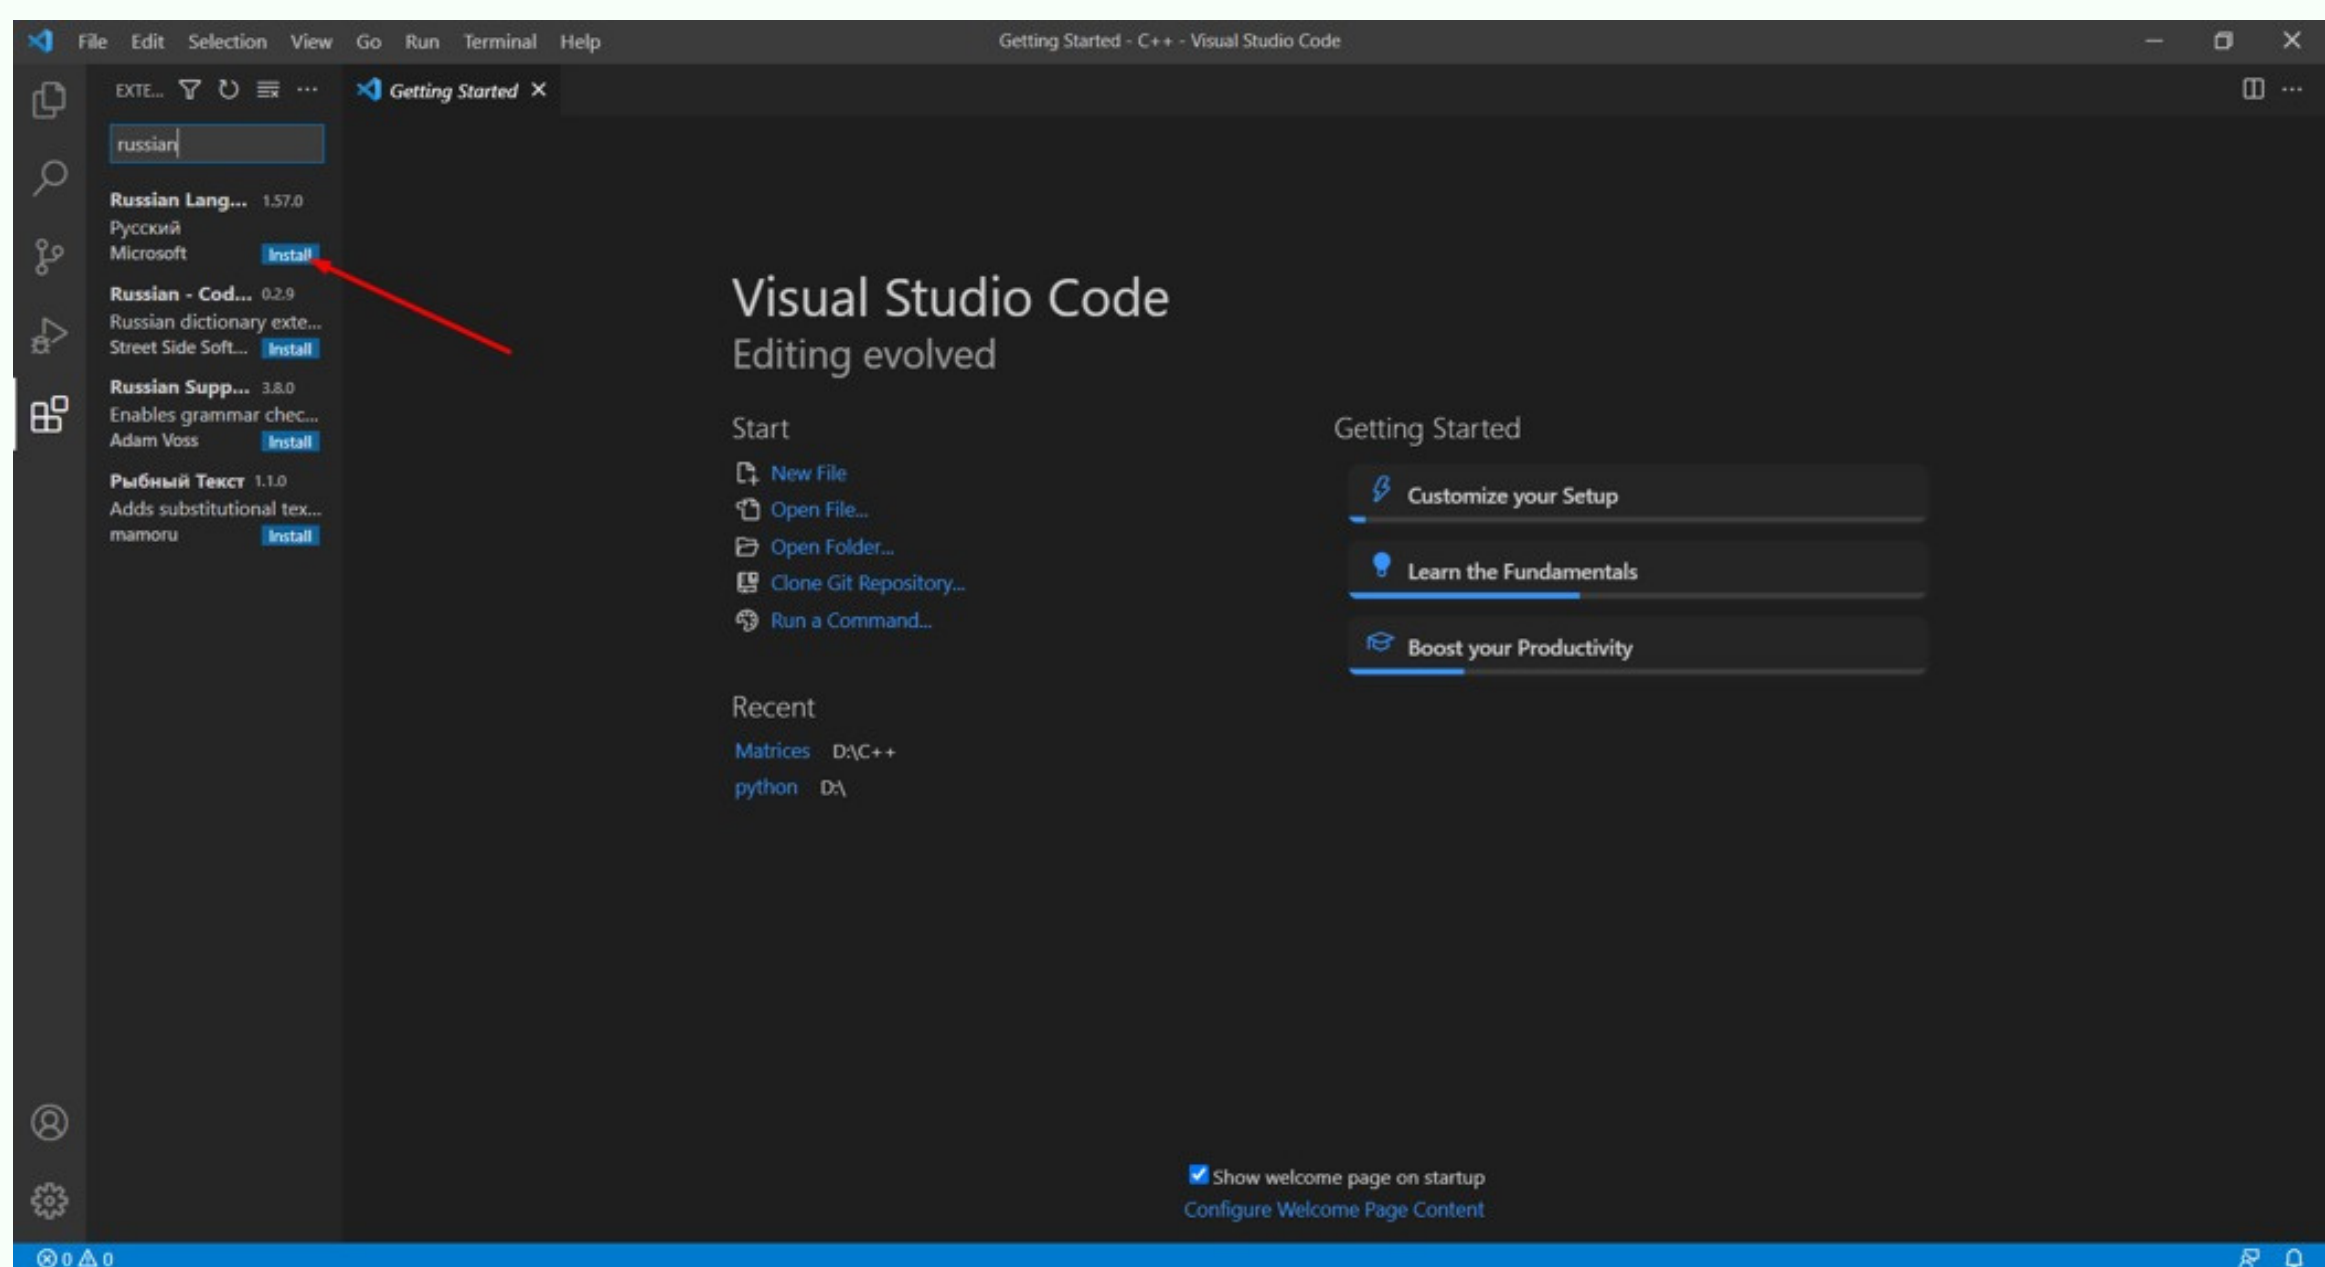 File Edit Selection View Go Run Terminal Help
Getting Started - C++ - Visual Studio Code
EXTE...
Getting Started
russian
Russian Lang... 1.57.0
Русский
Microsoft Install
Russian - Cod... 0.2.9
Russian dictionary exte...
Street Side Soft... Install
Russian Supp... 3.8.0
Enables grammar chec...
Adam Voss Install
Рыбный Текст 1.1.0
Adds substitutional tex...
mamoru Install
Visual Studio Code
Editing evolved
Start
New File
Open File...
Open Folder...
Clone Git Repository...
Run a Command...
Recent
Matrices D:\C++
python D:\
Getting Started
Customize your Setup
Learn the Fundamentals
Boost your Productivity
Show welcome page on startup
Configure Welcome Page Content
0 0